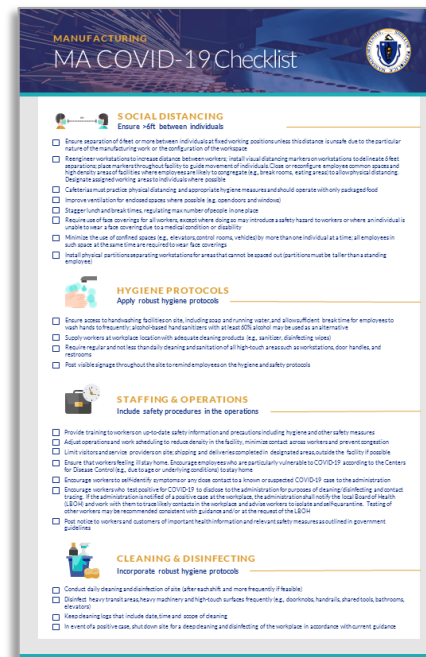 MANUFACTURING
MA COVID-19 Checklist
SOCIAL DISTANCING
Ensure >6ft between individuals
Ensure separation of 6 feet or more between individuals at fixed working positions unless this distance is unsafe due to the particular
nature of the manufacturing work or the configuration of the workspace
Reengineer workstations to increase distance between workers; install visual distancing markers on workstations to delineate 6 feet
separations; place markers throughout facility to guide movement of individuals. Close or reconfigure employee common spaces and
high density areas of facilities where employees are likely to congregate (e.g., break rooms, eating areas) to allow physical distancing.
Designate assigned working areas to individuals where possible
Cafeterias must practice physical distancing and appropriate hygiene measures and should operate with only packaged food
Improve ventilation for enclosed spaces where possible (e.g. open doors and windows)
Stagger lunch and break times, regulating max number of people in one place
Require use of face coverings for all workers, except where doing so may introduce a safety hazard to workers or where an individual is
unable to wear a face covering due to a medical condition or disability
Minimize the use of confined spaces (e.g., elevators, control rooms, vehicles) by more than one individual at a time; all employees in
such space at the same time are required to wear face coverings
Install physical partitions separating workstations for areas that cannot be spaced out (partitions must be taller than a standing
employee)
HYGIENE PROTOCOLS
Apply robust hygiene protocols
Ensure access to handwashing facilities on site, including soap and running water, and allow sufficient break time for employees to
wash hands to frequently; alcohol-based hand sanitizers with at least 60% alcohol may be used as an alternative
Supply workers at workplace location with adequate cleaning products (e.g., sanitizer, disinfecting wipes)
Require regular and not less than daily cleaning and sanitation of all high-touch areas such as workstations, door handles, and
restrooms
Post visible signage throughout the site to remind employees on the hygiene and safety protocols
STAFFING & OPERATIONS
Include safety procedures in the operations
Provide training to workers on up-to-date safety information and precautions including hygiene and other safety measures
Adjust operations and work scheduling to reduce density in the facility, minimize contact across workers and prevent congestion
Limit visitors and service providers on site; shipping and deliveries completed in designated areas, outside the facility if possible
Ensure that workers feeling ill stay home. Encourage employees who are particularly vulnerable to COVID-19 according to the Centers
for Disease Control (e.g., due to age or underlying conditions) to stay home
Encourage workers to self-identify symptoms or any close contact to a known or suspected COVID-19 case to the administration
Encourage workers who test positive for COVID-19 to disclose to the administration for purposes of cleaning/disinfecting and contact
tracing. If the administration is notified of a positive case at the workplace, the administration shall notify the local Board of Health
(LBOH) and work with them to trace likely contacts in the workplace and advise workers to isolate and self-quarantine. Testing of
other workers may be recommended consistent with guidance and/or at the request of the LBOH
Post notice to workers and customers of important health information and relevant safety measures as outlined in government
guidelines
CLEANING & DISINFECTING
Incorporate robust hygiene protocols
Conduct daily cleaning and disinfection of site (after each shift and more frequently if feasible)
Disinfect heavy transit areas, heavy machinery and high-touch surfaces frequently (e.g., doorknobs, handrails, shared tools, bathrooms,
elevators)
Keep cleaning logs that include date, time and scope of cleaning
In event of a positive case, shut down site for a deep cleaning and disinfecting of the workplace in accordance with current guidance